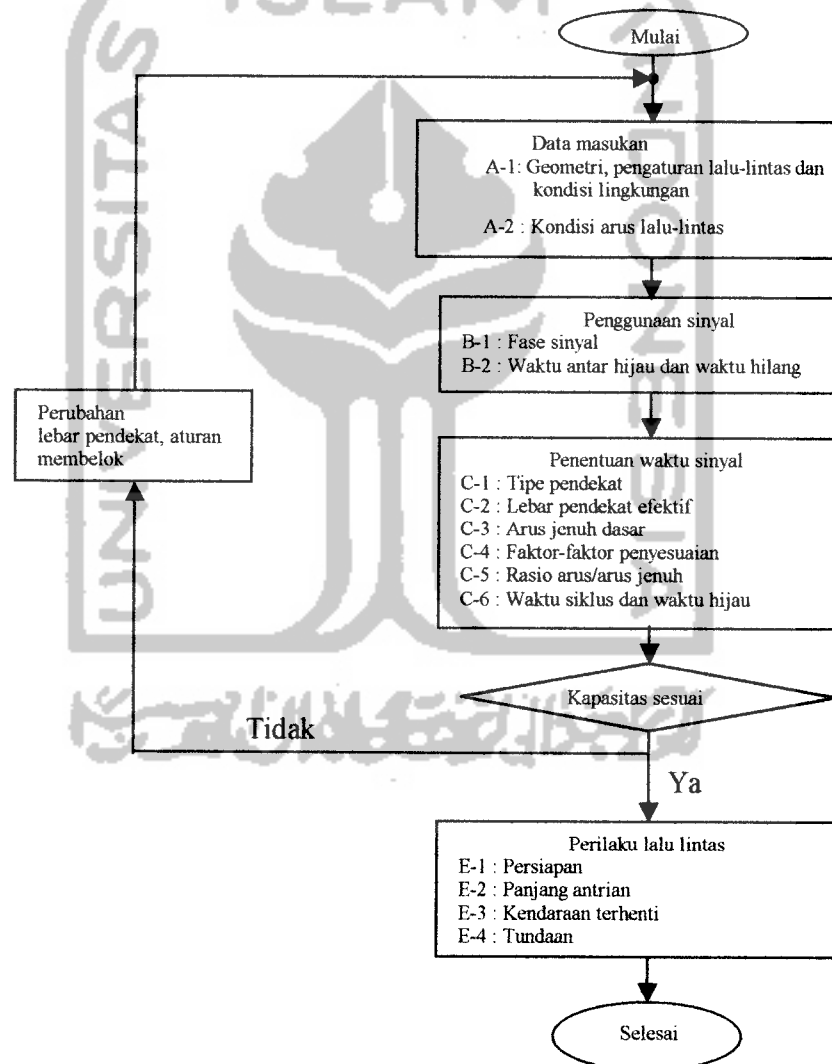 ISLAM
UNIVERSITAS
INDONESIA
Mulai
Data masukan
A-1: Geometri, pengaturan lalu-lintas dan
kondisi lingkungan
A-2 : Kondisi arus lalu-lintas
Penggunaan sinyal
B-1 : Fase sinyal
B-2 : Waktu antar hijau dan waktu hilang
Perubahan
lebar pendekat, aturan
membelok
Penentuan waktu sinyal
C-1 : Tipe pendekat
C-2 : Lebar pendekat efektif
C-3 : Arus jenuh dasar
C-4 : Faktor-faktor penyesuaian
C-5 : Rasio arus/arus jenuh
C-6 : Waktu siklus dan waktu hijau
Kapasitas sesuai
Tidak
Ya
Perilaku lalu lintas
E-1 : Persiapan
E-2 : Panjang antrian
E-3 : Kendaraan terhenti
E-4 : Tundaan
Selesai